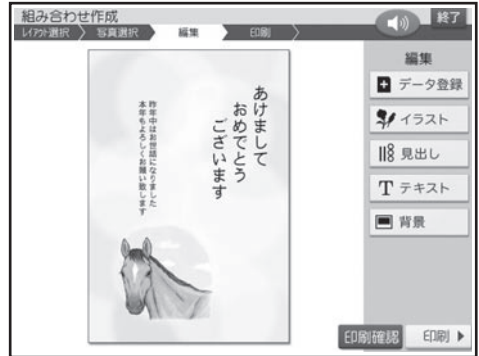 組み合わせ作成
終了
レイアウト選択
写真選択
編集
印刷
あけまして
おめでとう
ございます
昨年中はお世話になりました
本年もよろしくお願い致します
編集
データ登録
イラスト
見出し
テキスト
背景
印刷確認
印刷